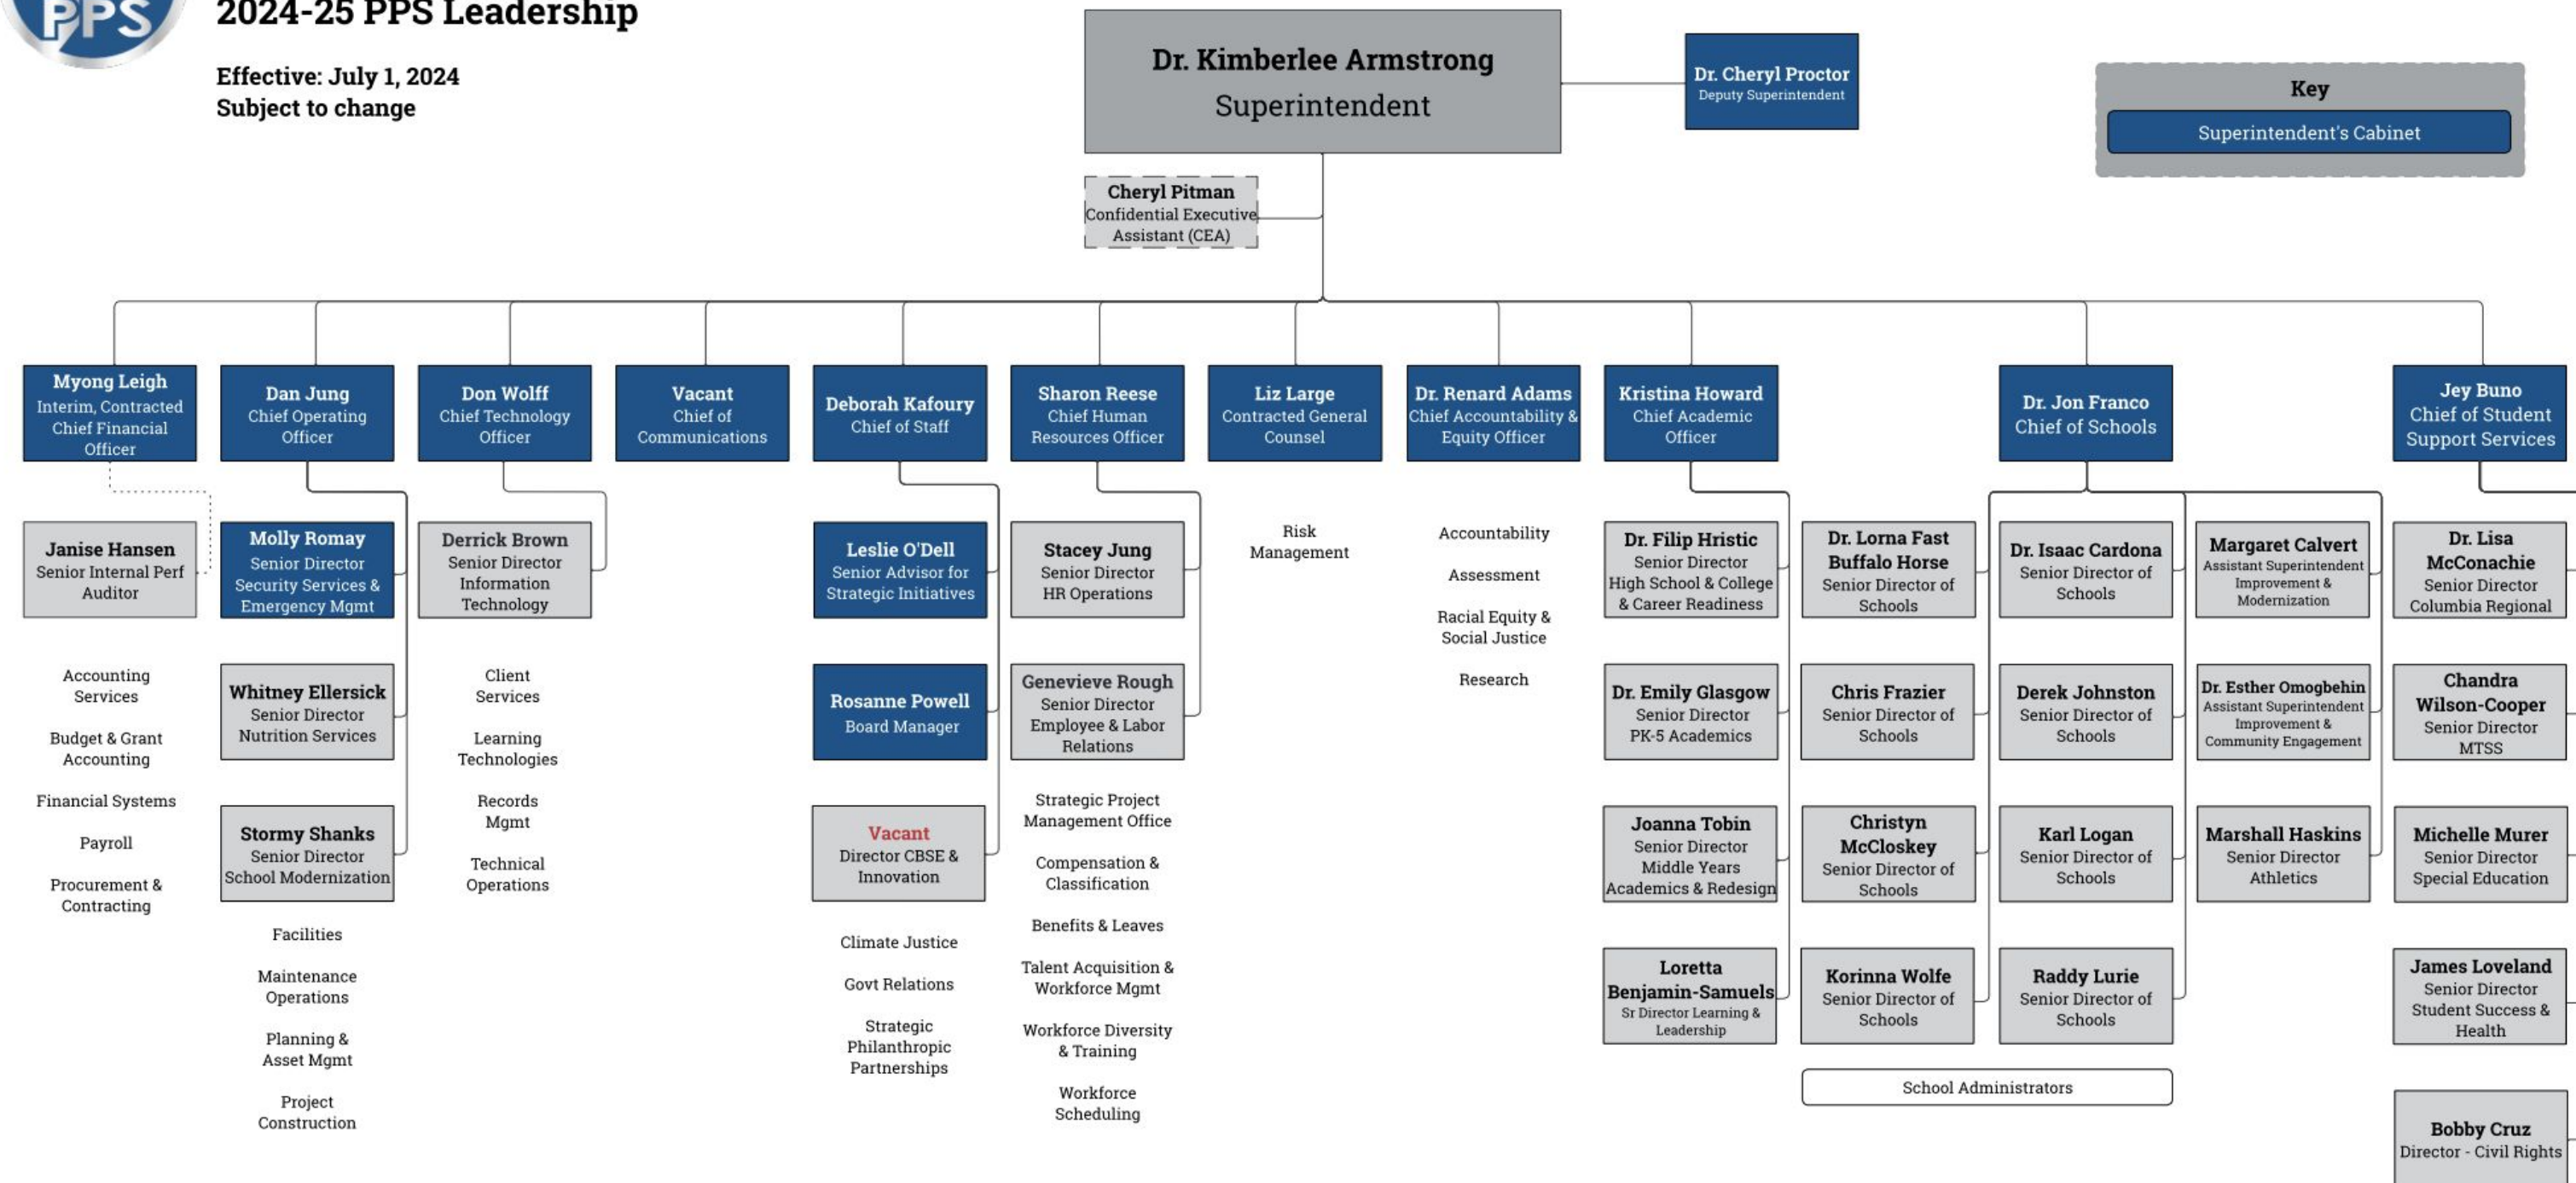 PPS
2024-25 PPS Leadership
Effective: July 1, 2024
Subject to change
Dr. Kimberlee Armstrong
Superintendent
Dr. Cheryl Proctor
Deputy Superintendent
Key
Superintendent's Cabinet
Cheryl Pitman
Confidential Executive
Assistant (CEA)
Myong Leigh
Interim, Contracted
Chief Financial
Officer
Dan Jung
Chief Operating
Officer
Don Wolff
Chief Technology
Officer
Vacant
Chief of
Communications
Deborah Kafoury
Chief of Staff
Sharon Reese
Chief Human
Resources Officer
Liz Large
Contracted General
Counsel
Dr. Renard Adams
Chief Accountability &
Equity Officer
Kristina Howard
Chief Academic
Officer
Dr. Jon Franco
Chief of Schools
Jey Buno
Chief of Student
Support Services
Janise Hansen
Senior Internal Perf
Auditor
Accounting
Services
Budget & Grant
Accounting
Financial Systems
Payroll
Procurement &
Contracting
Molly Romay
Senior Director
Security Services &
Emergency Mgmt
Whitney Ellersick
Senior Director
Nutrition Services
Stormy Shanks
Senior Director
School Modernization
Facilities
Maintenance
Operations
Planning &
Asset Mgmt
Project
Construction
Derrick Brown
Senior Director
Information
Technology
Client
Services
Learning
Technologies
Records
Mgmt
Technical
Operations
Leslie O'Dell
Senior Advisor for
Strategic Initiatives
Rosanne Powell
Board Manager
Vacant
Director CBSE &
Innovation
Climate Justice
Govt Relations
Strategic
Philanthropic
Partnerships
Stacey Jung
Senior Director
HR Operations
Genevieve Rough
Senior Director
Employee & Labor
Relations
Strategic Project
Management Office
Compensation &
Classification
Benefits & Leaves
Talent Acquisition &
Workforce Mgmt
Workforce Diversity
& Training
Workforce
Scheduling
Risk
Management
Accountability
Assessment
Racial Equity &
Social Justice
Research
Dr. Filip Hristic
Senior Director
High School & College
& Career Readiness
Dr. Emily Glasgow
Senior Director
PK-5 Academics
Joanna Tobin
Senior Director
Middle Years
Academics & Redesign
Loretta
Benjamin-Samuels
Sr Director Learning &
Leadership
Dr. Lorna Fast
Buffalo Horse
Senior Director of
Schools
Chris Frazier
Senior Director of
Schools
Christyn
McCloskey
Senior Director of
Schools
Korinna Wolfe
Senior Director of
Schools
Dr. Isaac Cardona
Senior Director of
Schools
Derek Johnston
Senior Director of
Schools
Karl Logan
Senior Director of
Schools
Raddy Lurie
Senior Director of
Schools
School Administrators
Margaret Calvert
Assistant Superintendent
Improvement &
Modernization
Dr. Esther Omogbehin
Assistant Superintendent
Improvement &
Community Engagement
Marshall Haskins
Senior Director
Athletics
Dr. Lisa
McConachie
Senior Director
Columbia Regional
Chandra
Wilson-Cooper
Senior Director
MTSS
Michelle Murer
Senior Director
Special Education
James Loveland
Senior Director
Student Success &
Health
Bobby Cruz
Director - Civil Rights